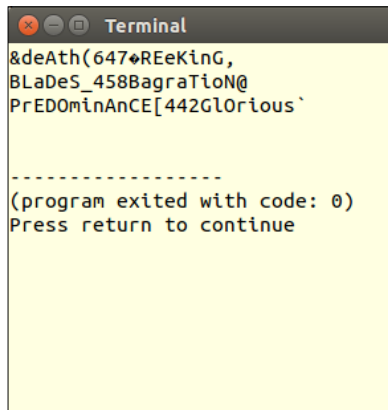 Terminal
&deAth(647�REeKinG,
BLaDeS_458BagraTioN@
PrEDOminAnCE[442GlOrious`
------------------
(program exited with code: 0)
Press return to continue